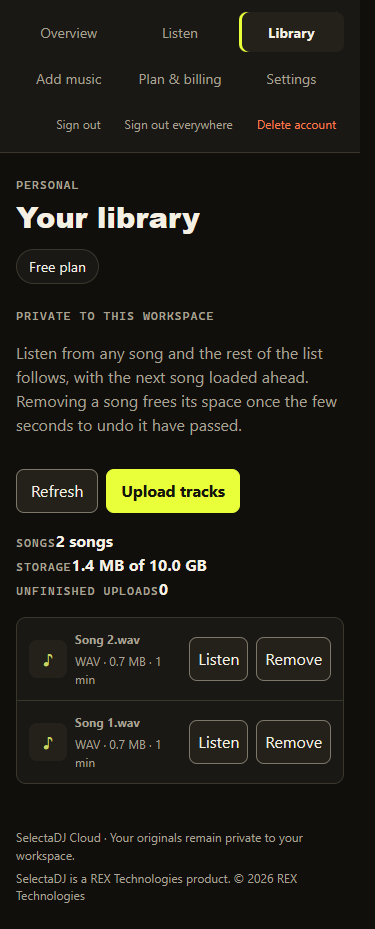 Overview Listen Library
Add music Plan & billing Settings
Sign out Sign out everywhere Delete account
PERSONAL
Your library
Free plan
PRIVATE TO THIS WORKSPACE
Listen from any song and the rest of the list
follows, with the next song loaded ahead.
Removing a song frees its space once the few
seconds to undo it have passed.
Refresh Upload tracks
SONGS2 songs
STORAGE1.4 MB of 10.0 GB
UNFINISHED UPLOADS0
Song 2.wav
WAV · 0.7 MB · 1
min
Listen Remove
Song 1.wav
WAV · 0.7 MB · 1
min
Listen Remove
SelectaDJ Cloud · Your originals remain private to your
workspace.
SelectaDJ is a REX Technologies product. © 2026 REX
Technologies